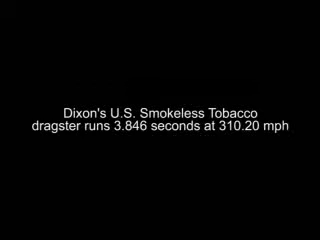 Dixon's U.S. Smokeless Tobacco
dragster runs 3.846 seconds at 310.20 mph